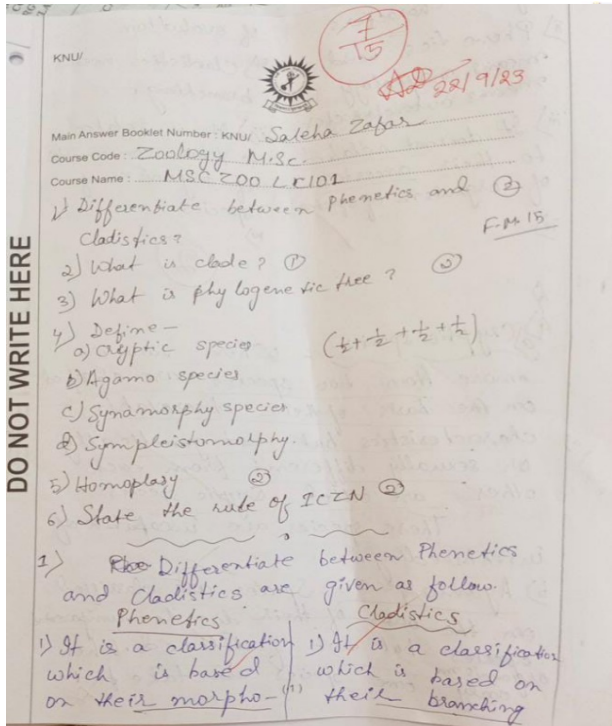 7
15
22/9/23
KNU/
Main Answer Booklet Number : KNU/ Saleha Zafar
Course Code : Zoology M.Sc.
Course Name : MSC ZOO LC101
1) Differentiate between phenetics and ②
Cladistics?
F.M. 15
2) What is clade? ①
3) What is phylogenetic tree?
4) Define –
a) Cryptic species (½+½+½+½)
b) Agamo species
c) Synamorphy species
d) Sympleistomorphy.
5) Homoplasy ②
6) State the rule of ICZN ②
1) Differentiate between Phenetics
and Cladistics are given as follow.
Phenetics
1) It is a classification
which is based
on their morpho-
Cladistics
1) It is a classification
which is based on
their branching
(1)
DO NOT WRITE HERE